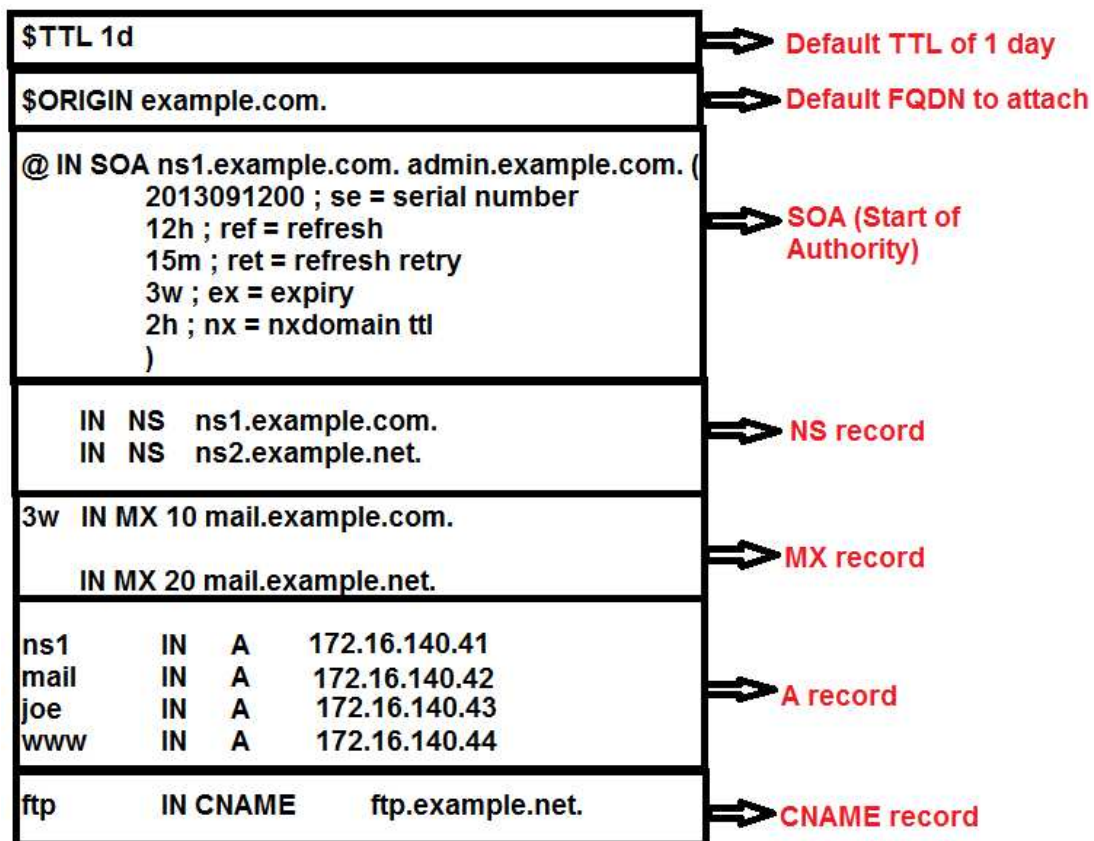 $TTL 1d
Default TTL of 1 day
$ORIGIN example.com.
Default FQDN to attach
@ IN SOA ns1.example.com. admin.example.com. (
2013091200 ; se = serial number
12h ; ref = refresh
15m ; ret = refresh retry
3w ; ex = expiry
2h ; nx = nxdomain ttl
)
SOA (Start of
Authority)
IN NS ns1.example.com.
IN NS ns2.example.net.
NS record
3w IN MX 10 mail.example.com.
IN MX 20 mail.example.net.
MX record
ns1 IN A 172.16.140.41
mail IN A 172.16.140.42
joe IN A 172.16.140.43
www IN A 172.16.140.44
A record
ftp IN CNAME ftp.example.net.
CNAME record